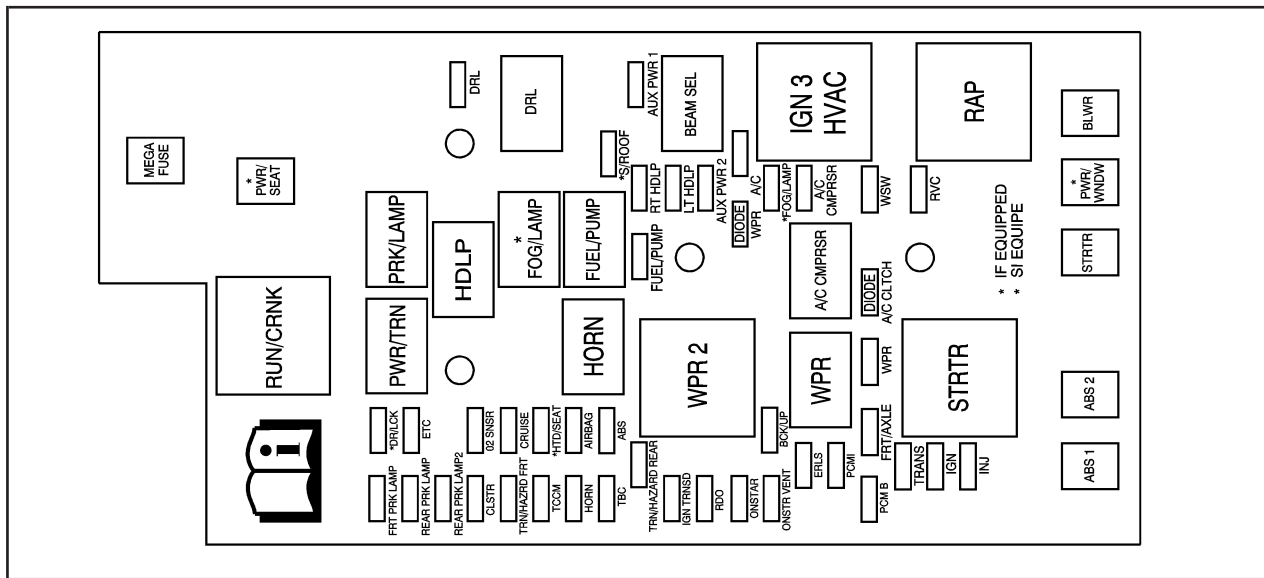 MEGA
FUSE
*
PWR/
SEAT
RUN/CRNK
DRL
DRL
AUX PWR 1
BEAM SEL
IGN 3
HVAC
RAP
BLWR
*
PWR/
WNDW
STRTR
ABS 2
ABS 1
*S/ROOF
RT HDLP
LT HDLP
AUX PWR 2
A/C
*FOG/LAMP
A/C
CMPRSR
WSW
RVC
PRK/LAMP
HDLP
*
FOG/LAMP
FUEL/PUMP
FUEL/PUMP
DIODE
WPR
A/C CMPRSR
DIODE
A/C CLTCH
* IF EQUIPPED
* SI EQUIPE
PWR/TRN
HORN
WPR 2
WPR
WPR
STRTR
*DR/LCK
ETC
02 SNSR
CRUISE
*HTD/SEAT
AIRBAG
ABS
BCK/UP
FRT/AXLE
FRT PRK LAMP
REAR PRK LAMP
REAR PRK LAMP2
CLSTR
TRN/HAZRD FRT
TCCM
HORN
TBC
TRN/HAZARD REAR
IGN TRNSD
RDO
ONSTAR
ONSTR VENT
ERLS
PCMI
PCM B
TRANS
IGN
INJ
i